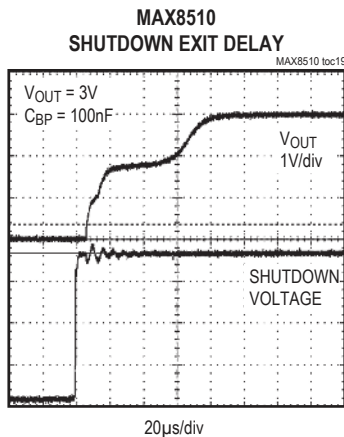 MAX8510
SHUTDOWN EXIT DELAY
MAX8510 toc19
VOUT = 3V
CBP = 100nF
VOUT
1V/div
SHUTDOWN
VOLTAGE
20µs/div